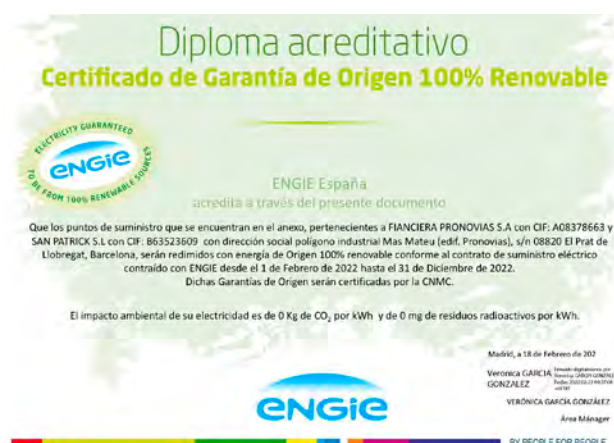 Diploma acreditativo
Certificado de Garantía de Origen 100% Renovable
ELECTRICITY GUARANTEED
ENGIE
TO BE FROM 100% RENEWABLE SOURCES
ENGIE España
acredita a través del presente documento
Que los puntos de suministro que se encuentran en el anexo, pertenecientes a FIANCIERA PRONOVIAS S.A con CIF: A08378663 y
SAN PATRICK S.L con CIF: B63523609 con dirección social polígono industrial Mas Mateu (edif. Pronovias), s/n 08820 El Prat de
Llobregat, Barcelona, serán redimidos con energía de Origen 100% renovable conforme al contrato de suministro eléctrico
contraído con ENGIE desde el 1 de Febrero de 2022 hasta el 31 de Diciembre de 2022.
Dichas Garantías de Origen serán certificadas por la CNMC.
El impacto ambiental de su electricidad es de 0 Kg de CO₂ por kWh y de 0 mg de residuos radioactivos por kWh.
Madrid, a 18 de Febrero de 202
Veronica GARCIA
GONZALEZ
VERÓNICA GARCÍA GONZÁLEZ
Área Mánager
ENGIE
BY PEOPLE FOR PEOPLE